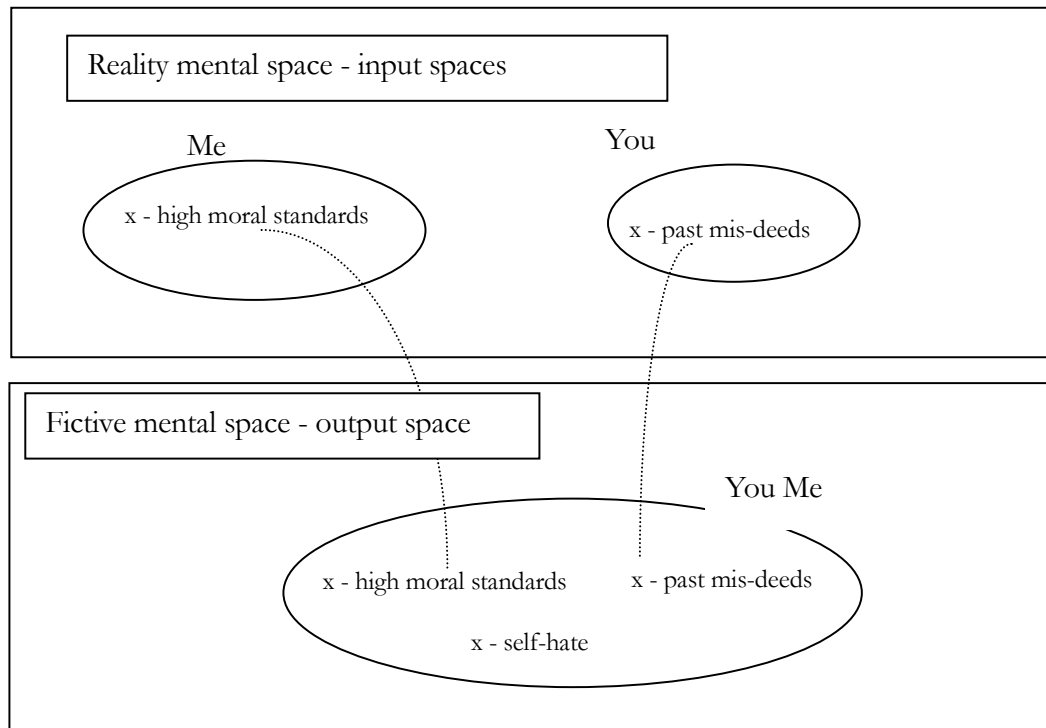 Reality mental space - input spaces
Me
You
x - high moral standards
x - past mis-deeds
Fictive mental space - output space
You Me
x - high moral standards
x - past mis-deeds
x - self-hate